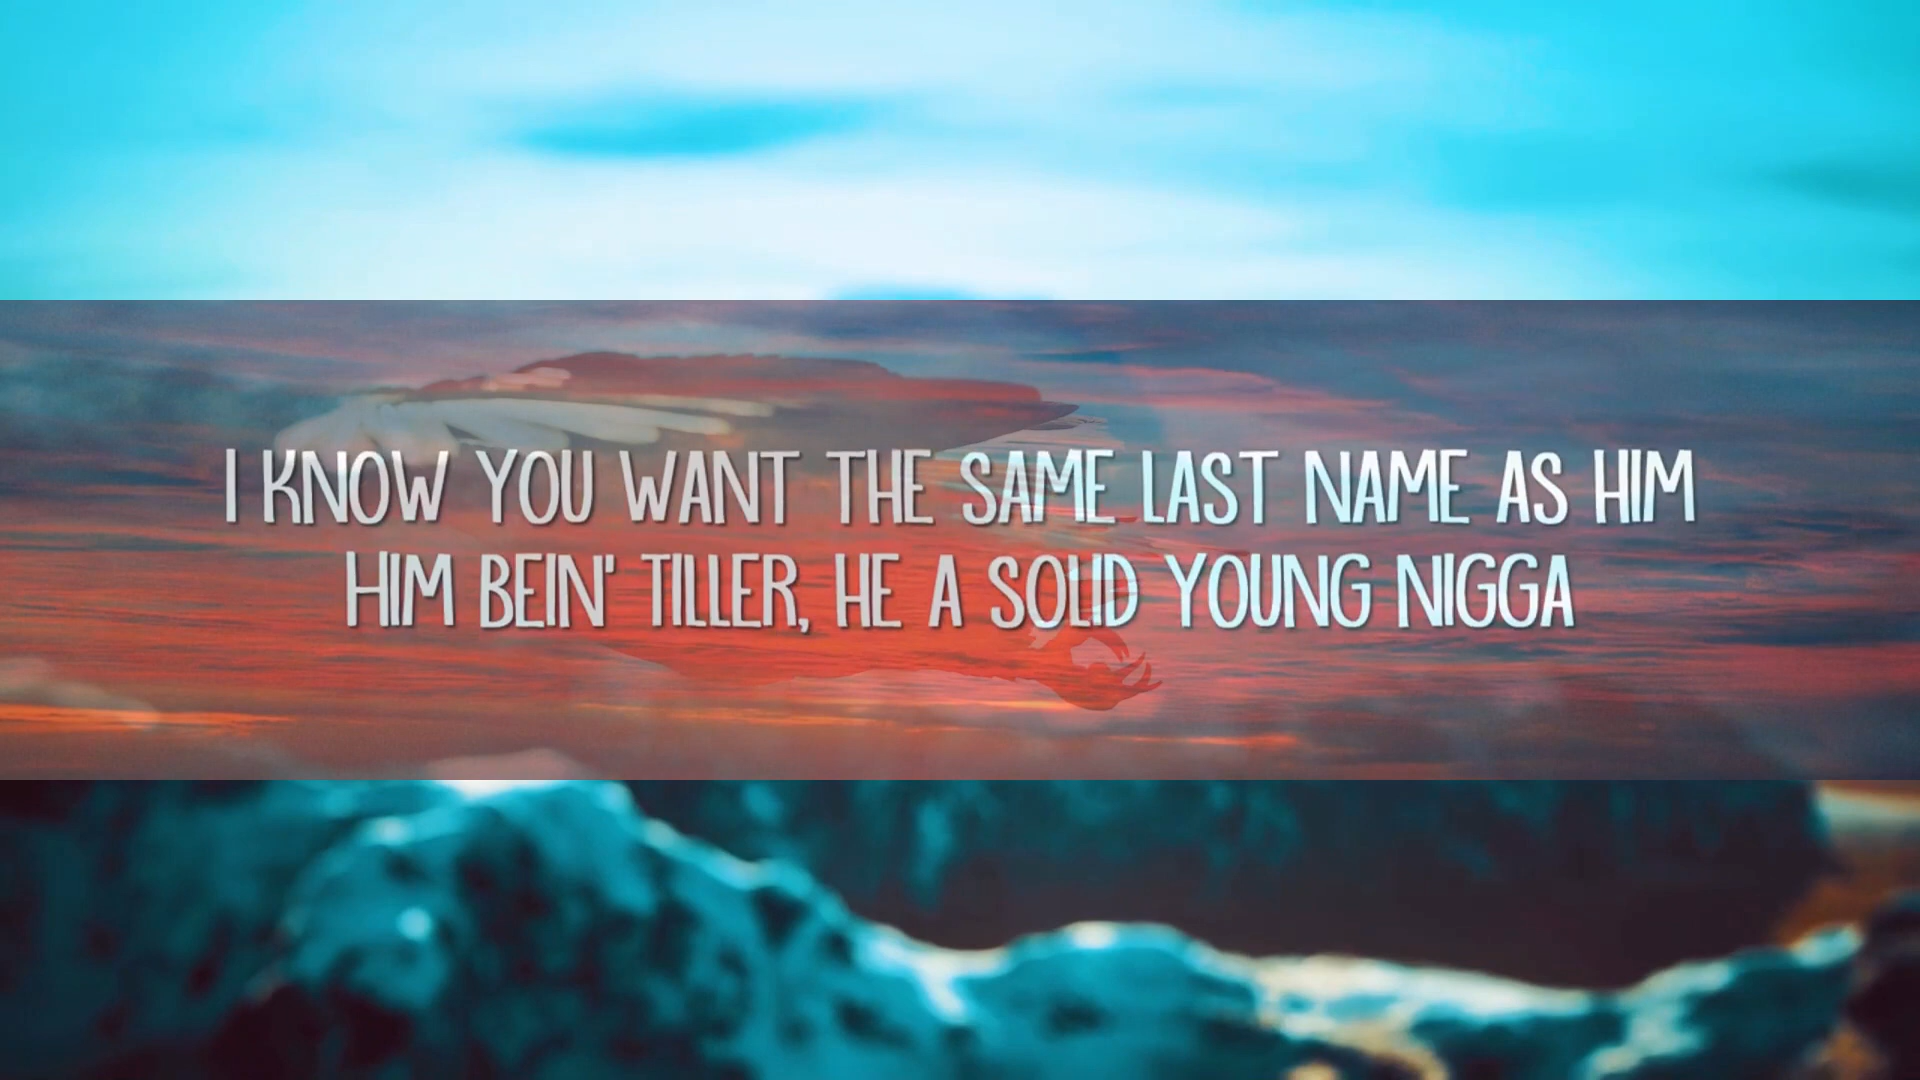 I KNOW YOU WANT THE SAME LAST NAME AS HIM
HIM BEIN' TILLER, HE A SOLID YOUNG NIGGA